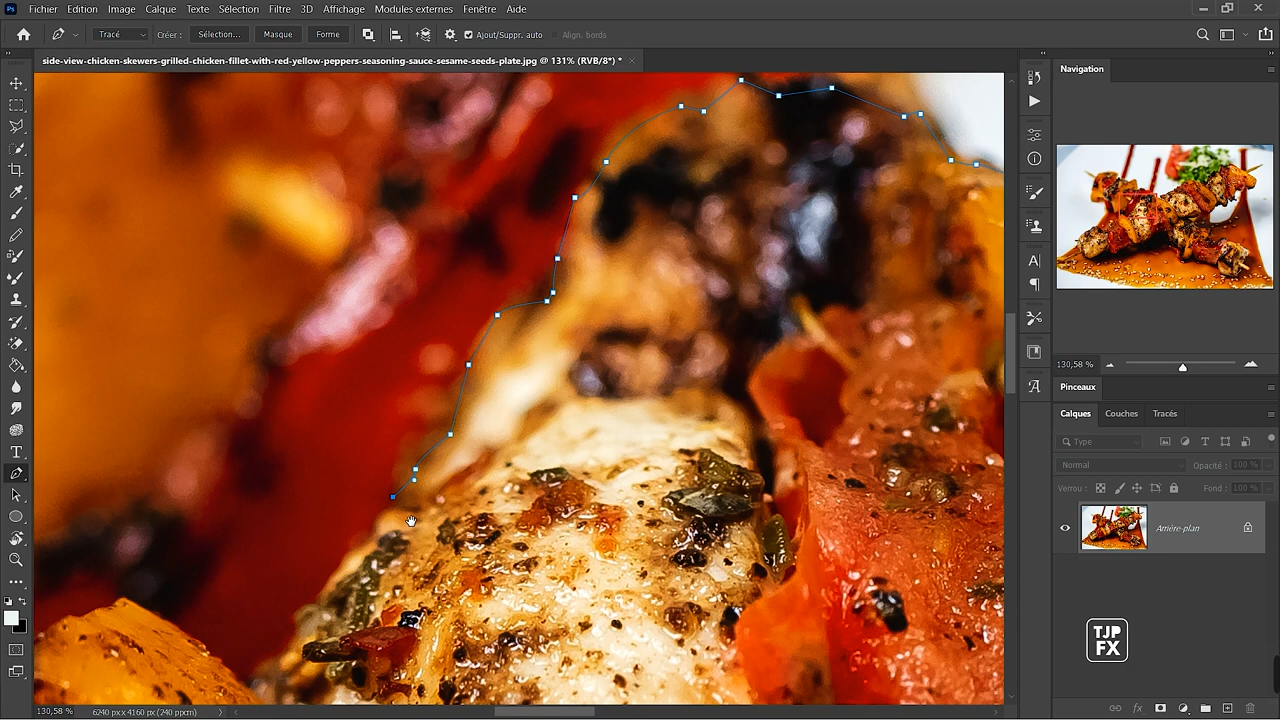 Ps Fichier Edition Image Calque Texte Sélection Filtre 3D Affichage Modules externes Fenêtre Aide
Tracé Créer : Sélection... Masque Forme Ajout/Suppr. auto Align. bords
side-view-chicken-skewers-grilled-chicken-fillet-with-red-yellow-peppers-seasoning-sauce-sesame-seeds-plate.jpg @ 131% (RVB/8*) *
Navigation
130,58 %
Pinceaux
Calques Couches Tracés
Type
Normal Opacité : 100 %
Verrou : Fond : 100 %
Arrière-plan
TJP
FX
130,58 % 6240 px x 4160 px (240 ppcm)